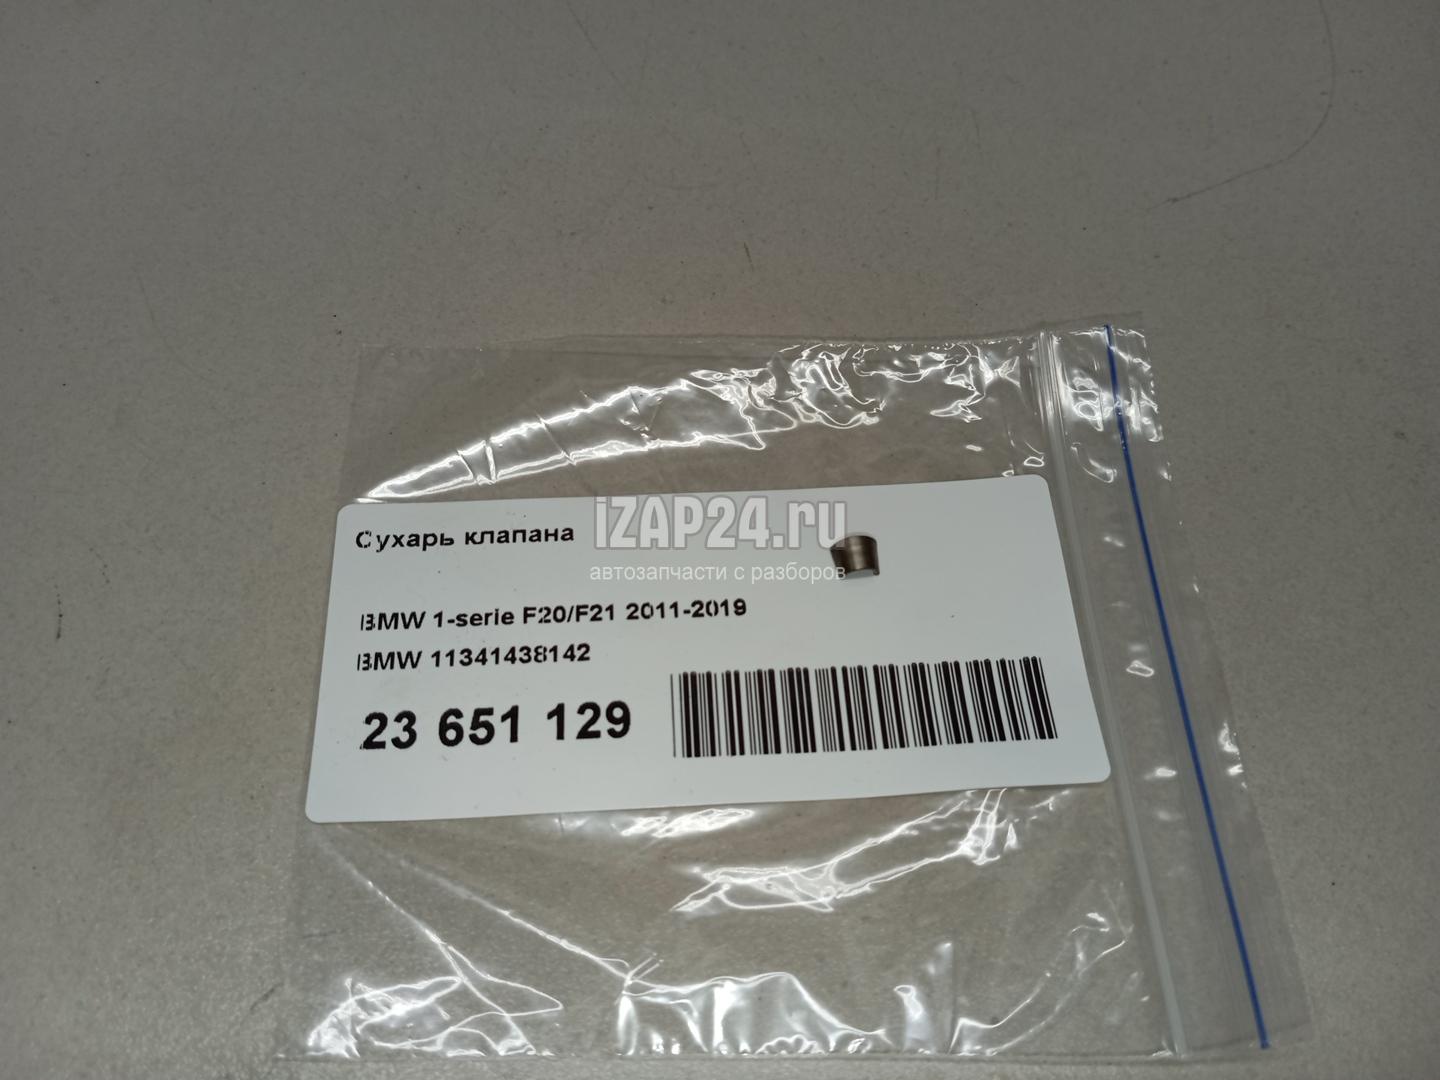 iZAP24.ru
Сухарь клапана
автозапчасти с разборов
BMW 1-serie F20/F21 2011-2019
BMW 11341438142
23 651 129